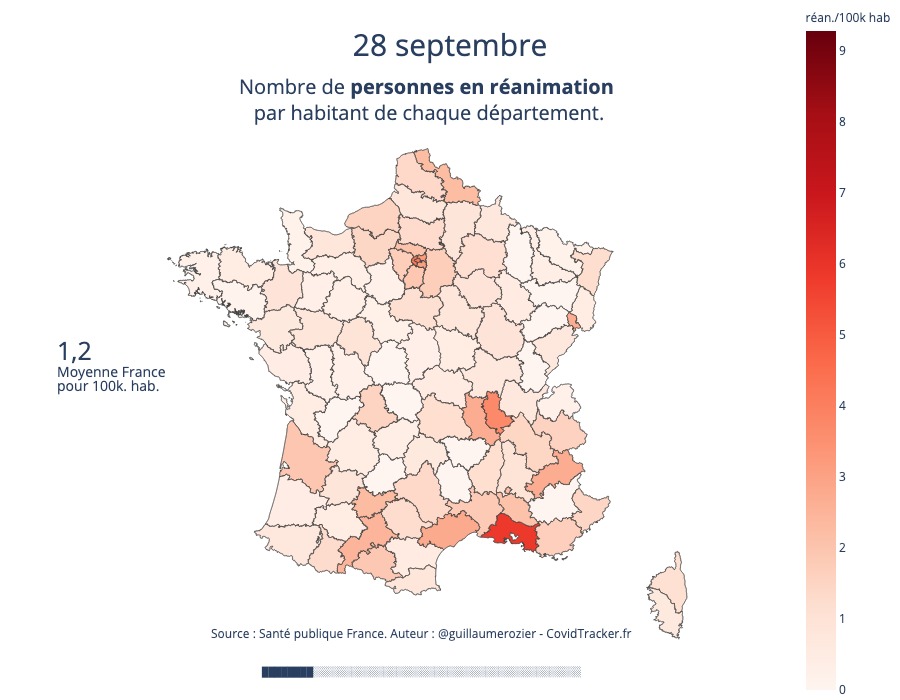 réan./100k hab
28 septembre
Nombre de personnes en réanimation
par habitant de chaque département.
9
8
7
6
5
4
3
2
1
0
1,2
Moyenne France
pour 100k. hab.
Source : Santé publique France. Auteur : @guillaumerozier - CovidTracker.fr